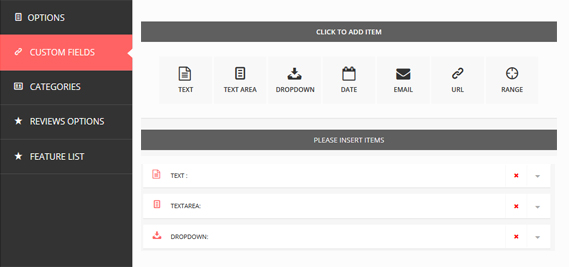 OPTIONS
CUSTOM FIELDS
CATEGORIES
REVIEWS OPTIONS
FEATURE LIST
CLICK TO ADD ITEM
TEXT
TEXT AREA
DROPDOWN
DATE
EMAIL
URL
RANGE
PLEASE INSERT ITEMS
TEXT :
TEXTAREA:
DROPDOWN: